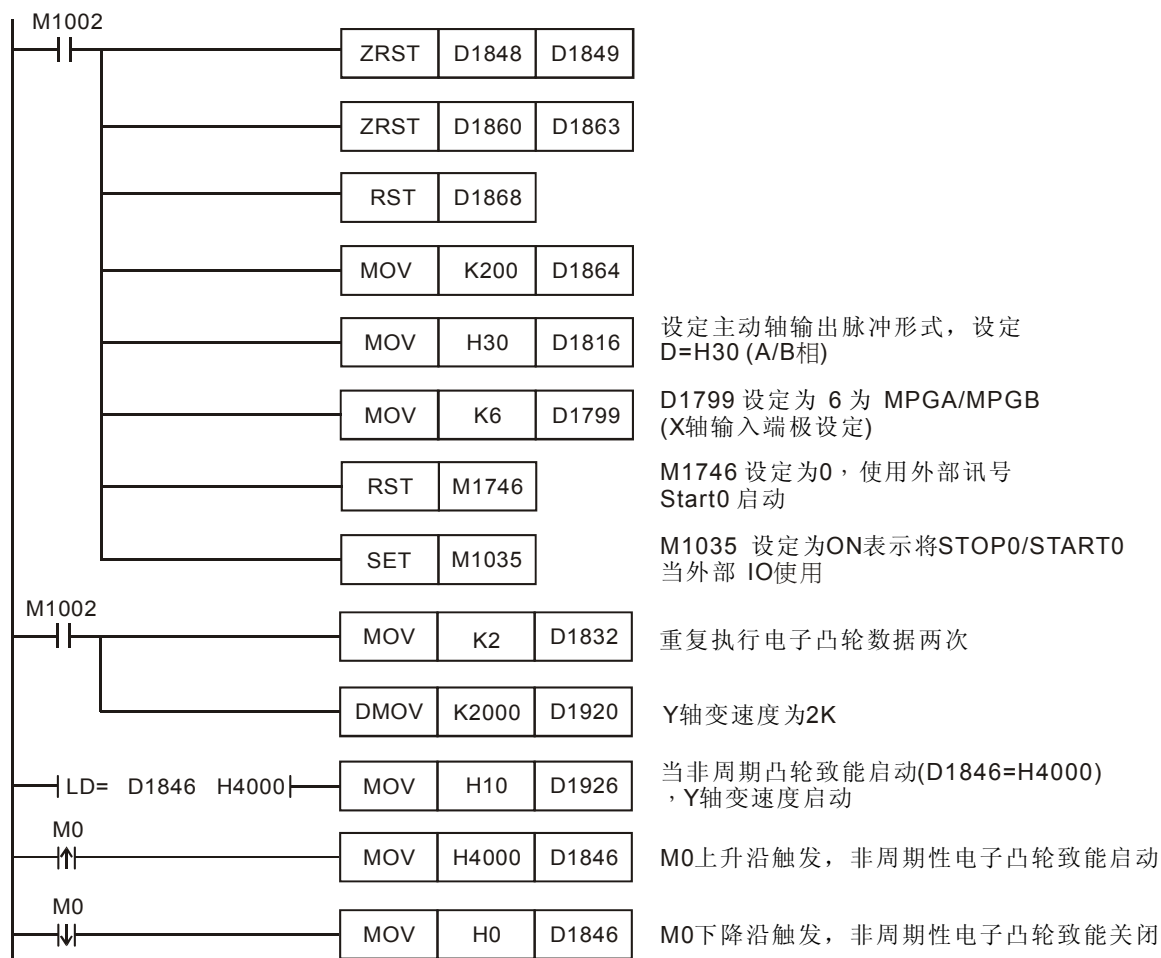 M1002
ZRST D1848 D1849
ZRST D1860 D1863
RST D1868
MOV K200 D1864
MOV H30 D1816
设定主动轴输出脉冲形式，设定
D=H30 (A/B相)
MOV K6 D1799
D1799 设定为 6 为 MPGA/MPGB
(X轴输入端极设定)
RST M1746
M1746 设定为0，使用外部讯号
Start0 启动
SET M1035
M1035 设定为ON表示将STOP0/START0
当外部 IO使用
M1002
MOV K2 D1832
重复执行电子凸轮数据两次
DMOV K2000 D1920
Y轴变速度为2K
LD= D1846 H4000
MOV H10 D1926
当非周期凸轮致能启动(D1846=H4000)
，Y轴变速度启动
M0
MOV H4000 D1846
M0上升沿触发，非周期性电子凸轮致能启动
M0
MOV H0 D1846
M0下降沿触发，非周期性电子凸轮致能关闭